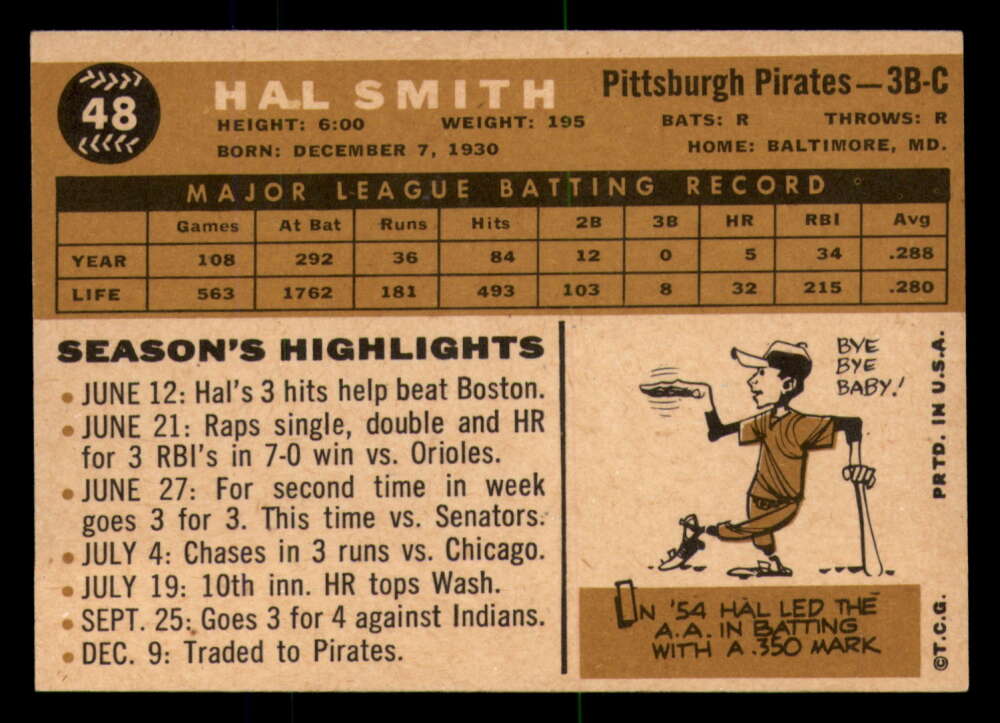 48
HAL SMITH
Pittsburgh Pirates—3B-C
HEIGHT: 6:00 WEIGHT: 195 BATS: R THROWS: R
BORN: DECEMBER 7, 1930 HOME: BALTIMORE, MD.
MAJOR LEAGUE BATTING RECORD
Games At Bat Runs Hits 2B 3B HR RBI Avg
YEAR 108 292 36 84 12 0 5 34 .288
LIFE 563 1762 181 493 103 8 32 215 .280
SEASON'S HIGHLIGHTS
• JUNE 12: Hal's 3 hits help beat Boston.
• JUNE 21: Raps single, double and HR
for 3 RBI's in 7-0 win vs. Orioles.
• JUNE 27: For second time in week
goes 3 for 3. This time vs. Senators.
• JULY 4: Chases in 3 runs vs. Chicago.
• JULY 19: 10th inn. HR tops Wash.
• SEPT. 25: Goes 3 for 4 against Indians.
• DEC. 9: Traded to Pirates.
BYE
BYE
BABY!
IN '54 HAL LED THE
A.A. IN BATTING
WITH A .350 MARK
©T.C.G. PRTD. IN U.S.A.